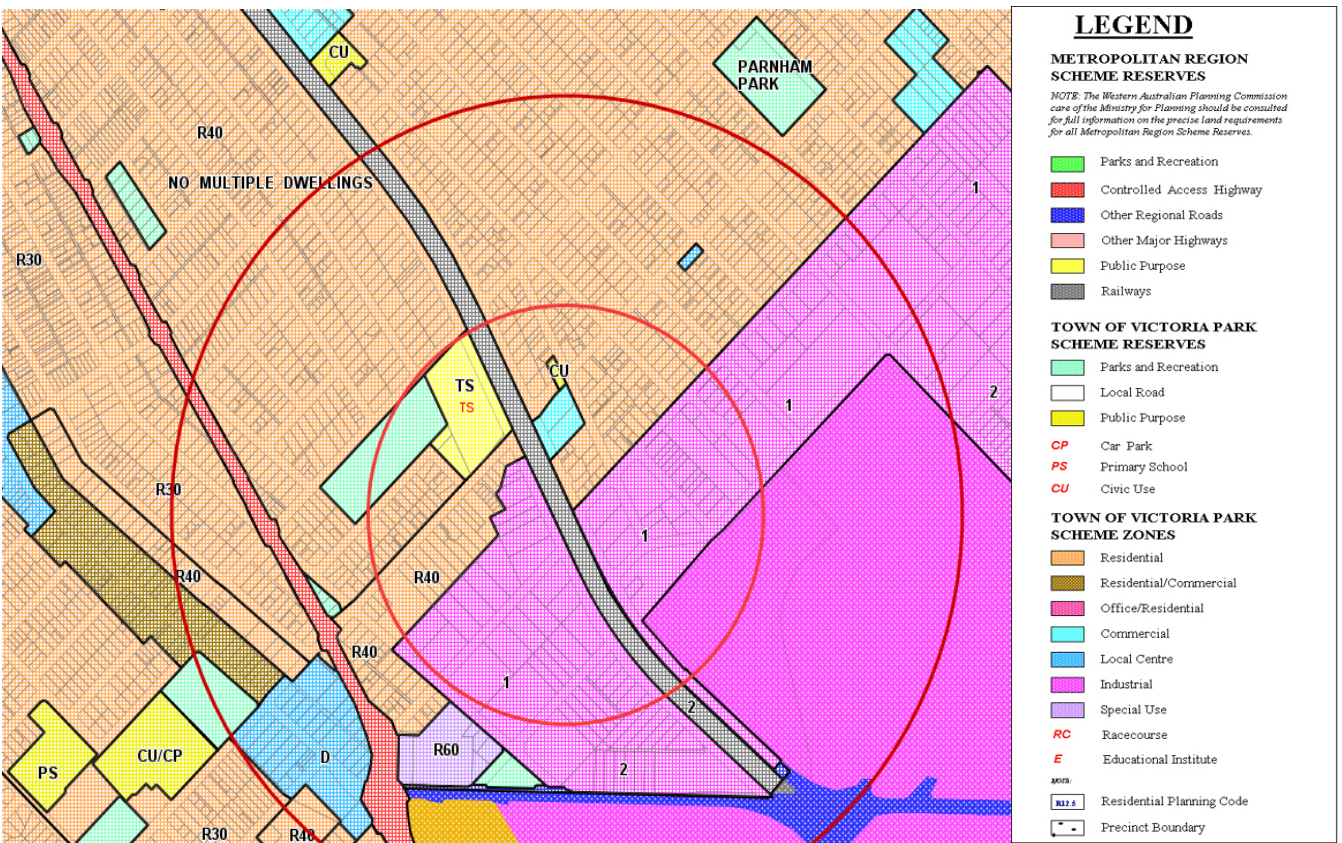 CU
PARNHAM
PARK
R40
NO MULTIPLE DWELLINGS
1
R30
TS
TS
CU
1
2
R30
1
R40
R40
R40
1
2
R60
CU/CP
D
PS
2
R30
R40
LEGEND
METROPOLITAN REGION
SCHEME RESERVES
NOTE: The Western Australian Planning Commission
care of the Ministry for Planning should be consulted
for full information on the precise land requirements
for all Metropolitan Region Scheme Reserves.
Parks and Recreation
Controlled Access Highway
Other Regional Roads
Other Major Highways
Public Purpose
Railways
TOWN OF VICTORIA PARK
SCHEME RESERVES
Parks and Recreation
Local Road
Public Purpose
CP Car Park
PS Primary School
CU Civic Use
TOWN OF VICTORIA PARK
SCHEME ZONES
Residential
Residential/Commercial
Office/Residential
Commercial
Local Centre
Industrial
Special Use
RC Racecourse
E Educational Institute
NOTE:
R12.5 Residential Planning Code
Precinct Boundary